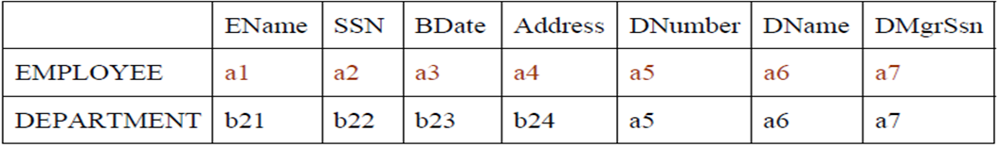 EName SSN BDate Address DNumber DName DMgrSsn
EMPLOYEE a1 a2 a3 a4 a5 a6 a7
DEPARTMENT b21 b22 b23 b24 a5 a6 a7